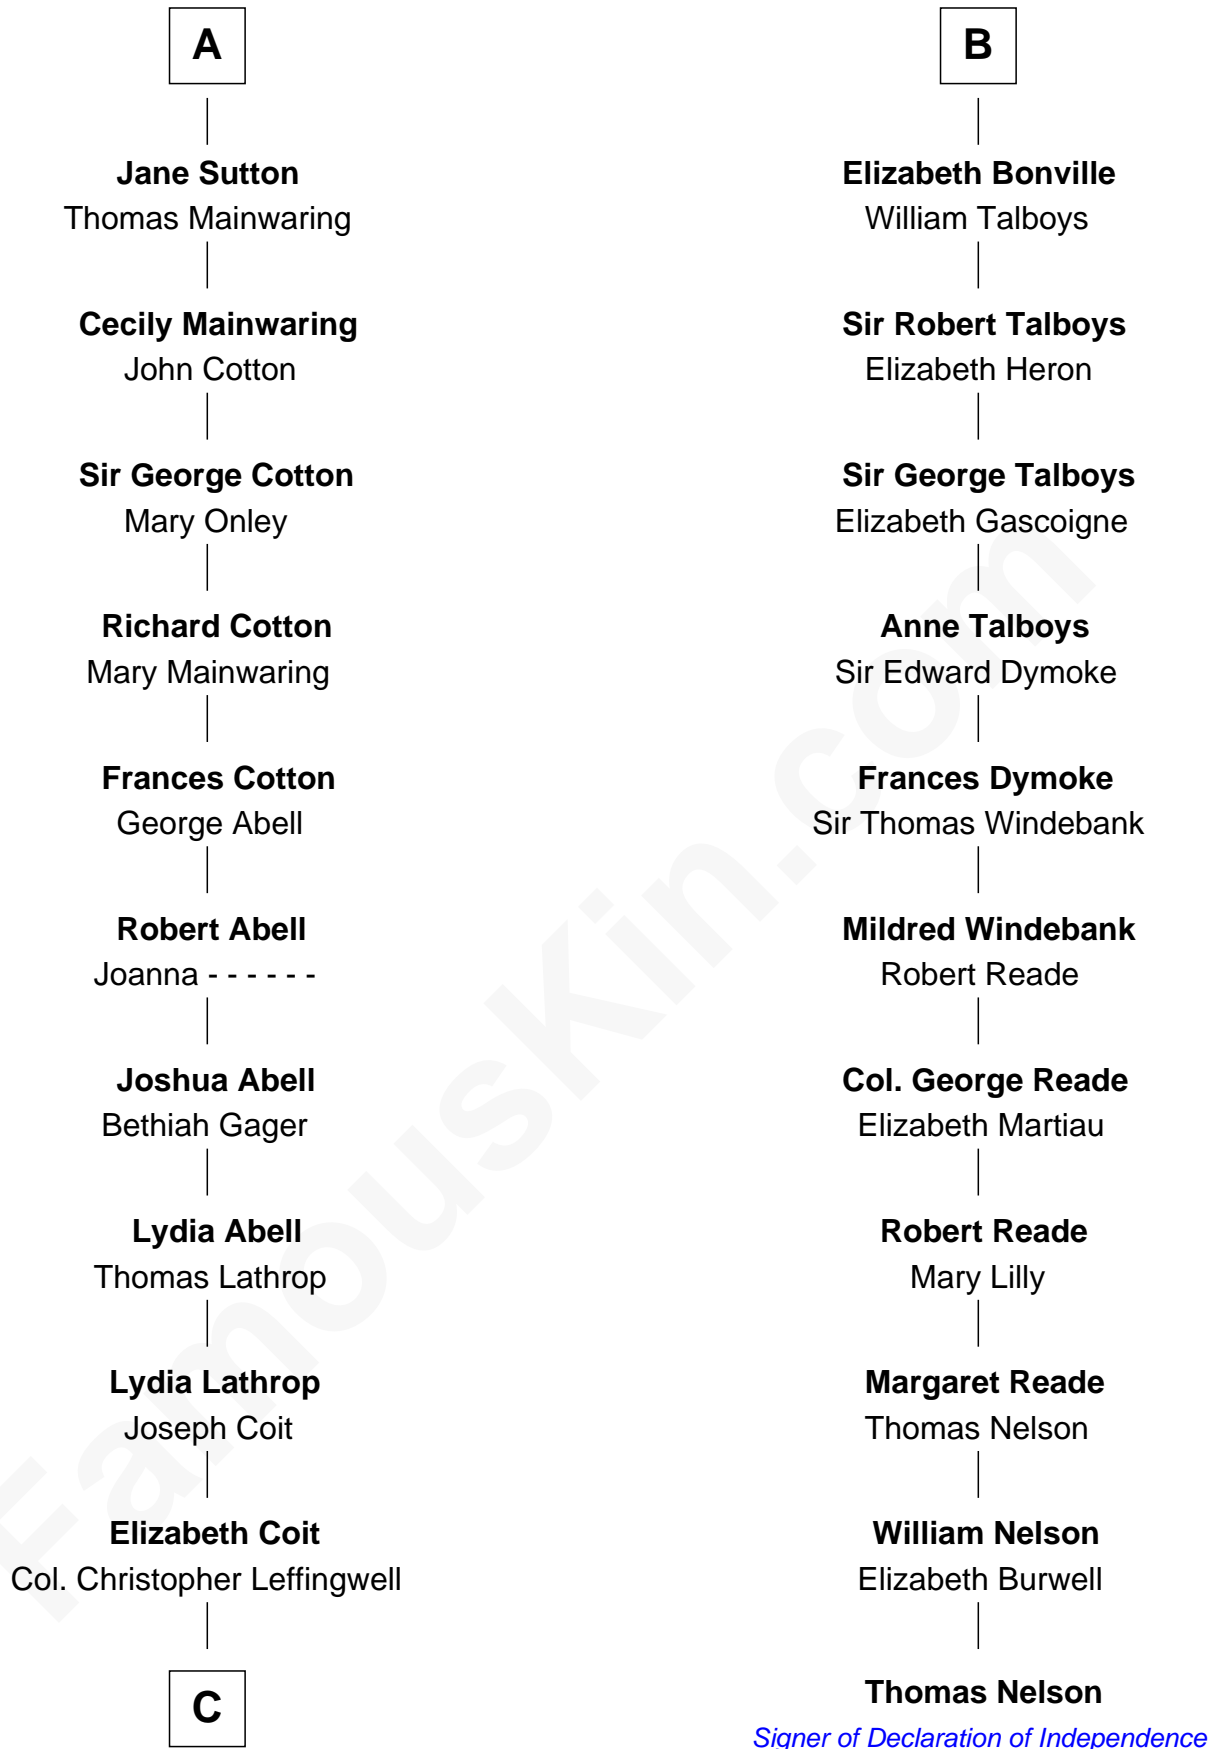 A
Jane Sutton
Thomas Mainwaring
Cecily Mainwaring
John Cotton
Sir George Cotton
Mary Onley
Richard Cotton
Mary Mainwaring
Frances Cotton
George Abell
Robert Abell
Joanna - - - - - -
Joshua Abell
Bethiah Gager
Lydia Abell
Thomas Lathrop
Lydia Lathrop
Joseph Coit
Elizabeth Coit
Col. Christopher Leffingwell
C
B
Elizabeth Bonville
William Talboys
Sir Robert Talboys
Elizabeth Heron
Sir George Talboys
Elizabeth Gascoigne
Anne Talboys
Sir Edward Dymoke
Frances Dymoke
Sir Thomas Windebank
Mildred Windebank
Robert Reade
Col. George Reade
Elizabeth Martiau
Robert Reade
Mary Lilly
Margaret Reade
Thomas Nelson
William Nelson
Elizabeth Burwell
Thomas Nelson
Signer of Declaration of Independence
FamousKin.com